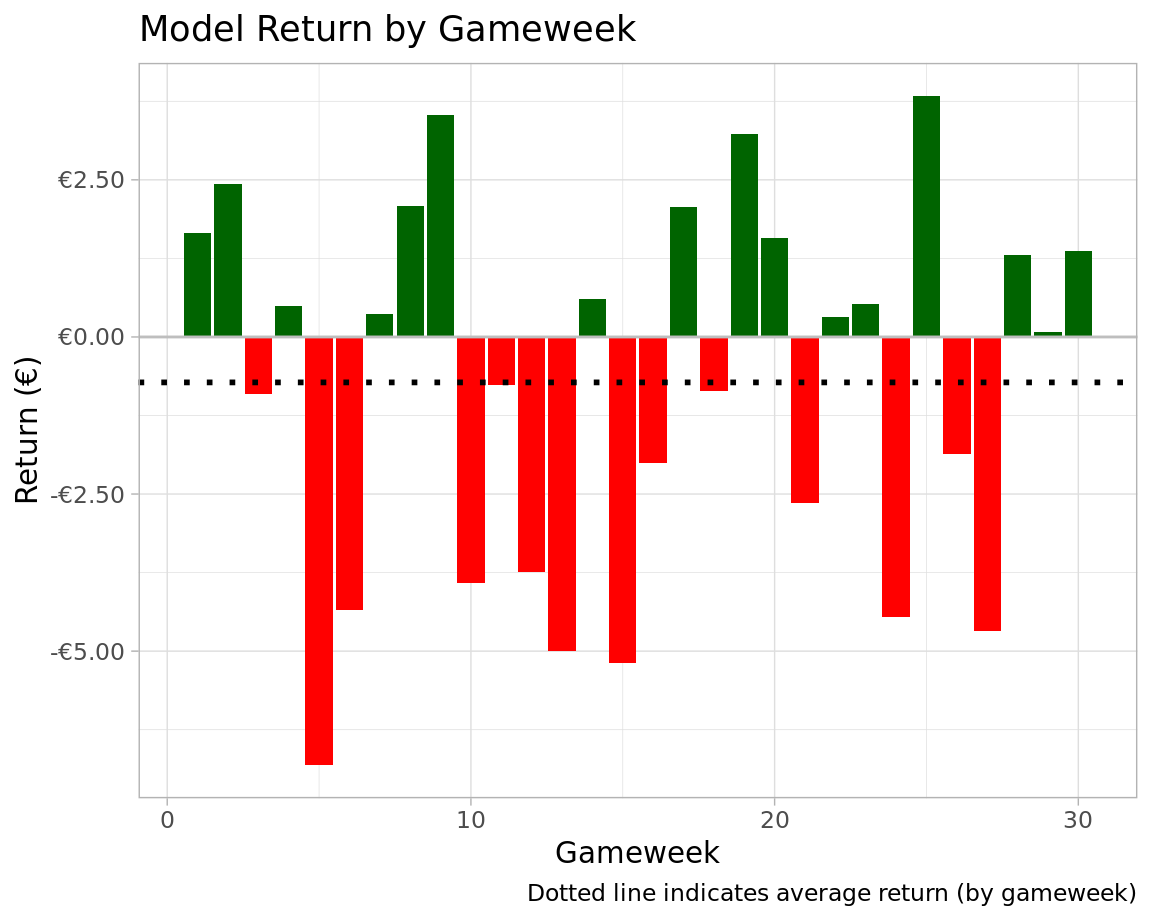 Model Return by Gameweek
Return (€)
€2.50
€0.00
-€2.50
-€5.00
0 10 20 30
Gameweek
Dotted line indicates average return (by gameweek)